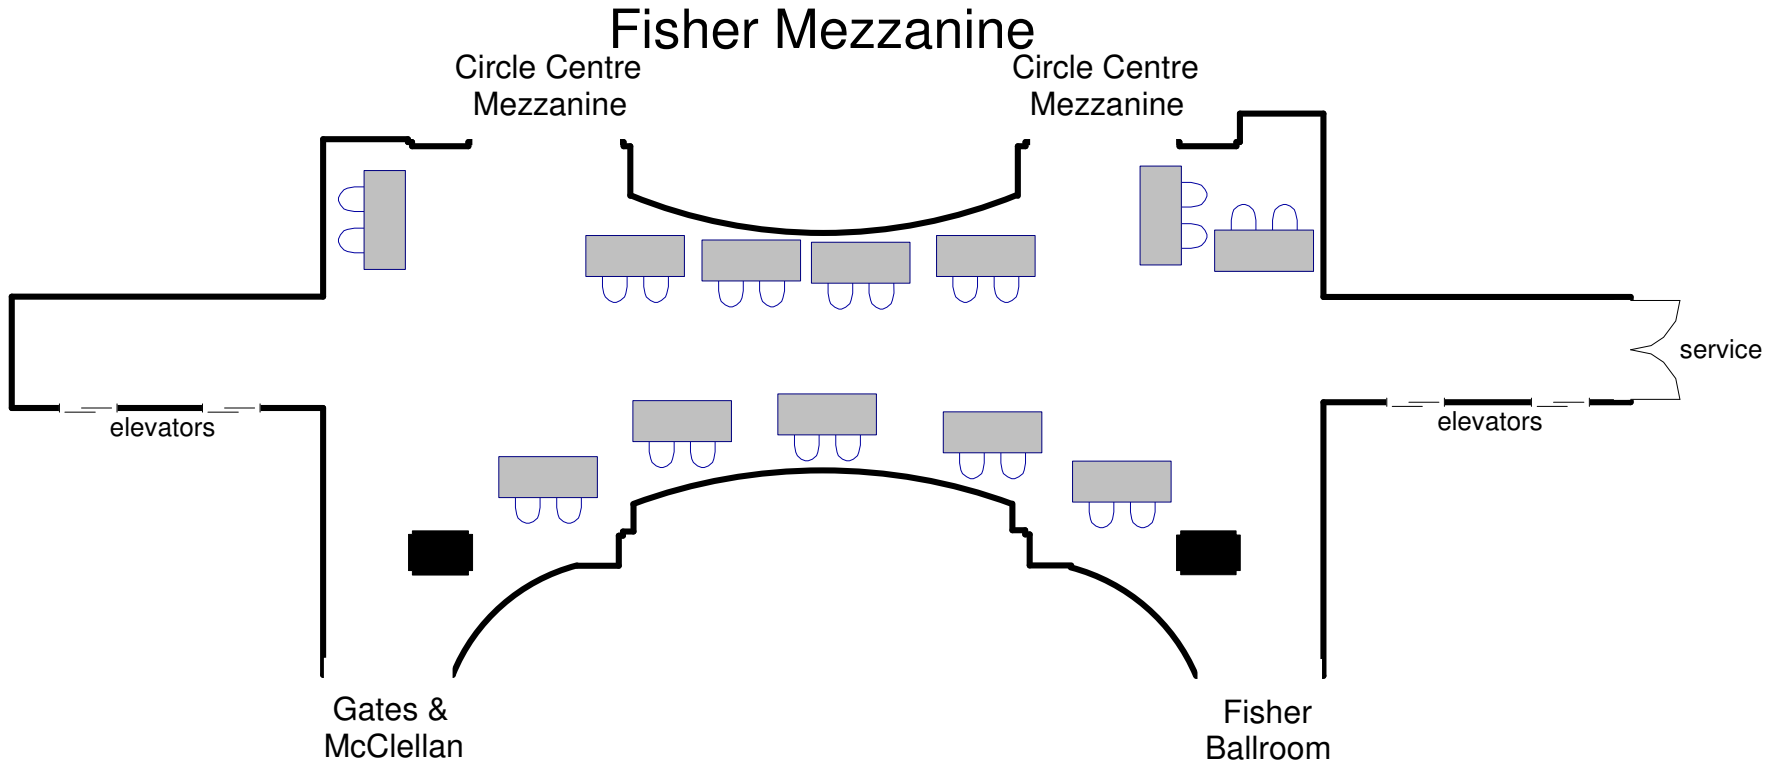 Fisher Mezzanine
Circle Centre
Mezzanine
Circle Centre
Mezzanine
service
elevators
elevators
Gates &
McClellan
Fisher
Ballroom